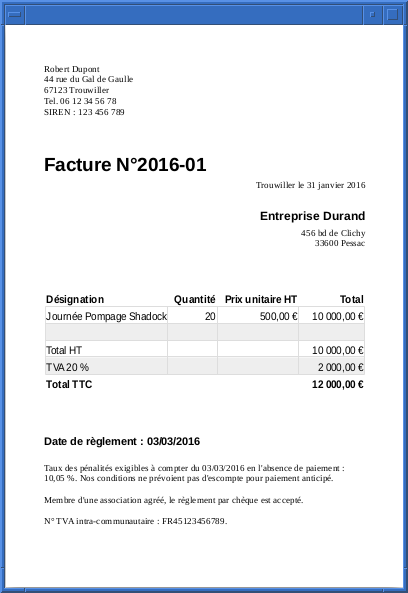 Robert Dupont
44 rue du Gal de Gaulle
67123 Trouwiller
Tel. 06 12 34 56 78
SIREN : 123 456 789
Facture N°2016-01
Trouwiller le 31 janvier 2016
Entreprise Durand
456 bd de Clichy
33600 Pessac
Désignation Quantité Prix unitaire HT Total
Journée Pompage Shadock 20 500,00 € 10 000,00 €
Total HT 10 000,00 €
TVA 20 % 2 000,00 €
Total TTC 12 000,00 €
Date de règlement : 03/03/2016
Taux des pénalités exigibles à compter du 03/03/2016 en l'absence de paiement :
10,05 %. Nos conditions ne prévoient pas d'escompte pour paiement anticipé.
Membre d'une association agréé, le réglement par chèque est accepté.
N° TVA intra-communautaire : FR45123456789.